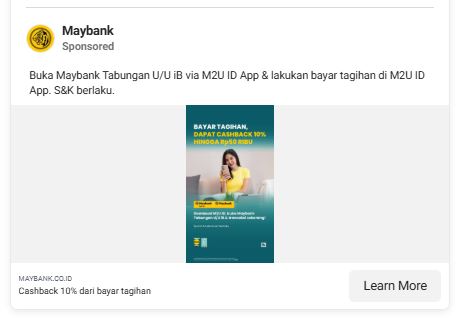 Maybank
Sponsored
Buka Maybank Tabungan U/U iB via M2U ID App & lakukan bayar tagihan di M2U ID
App. S&K berlaku.
BAYAR TAGIHAN,
DAPAT CASHBACK 10%
HINGGA Rp50 RIBU
Maybank
Maybank
Download M2U ID, buka Maybank
Tabungan U/U iB & transaksi sekarang!
MAYBANK.CO.ID
Cashback 10% dari bayar tagihan
Learn More